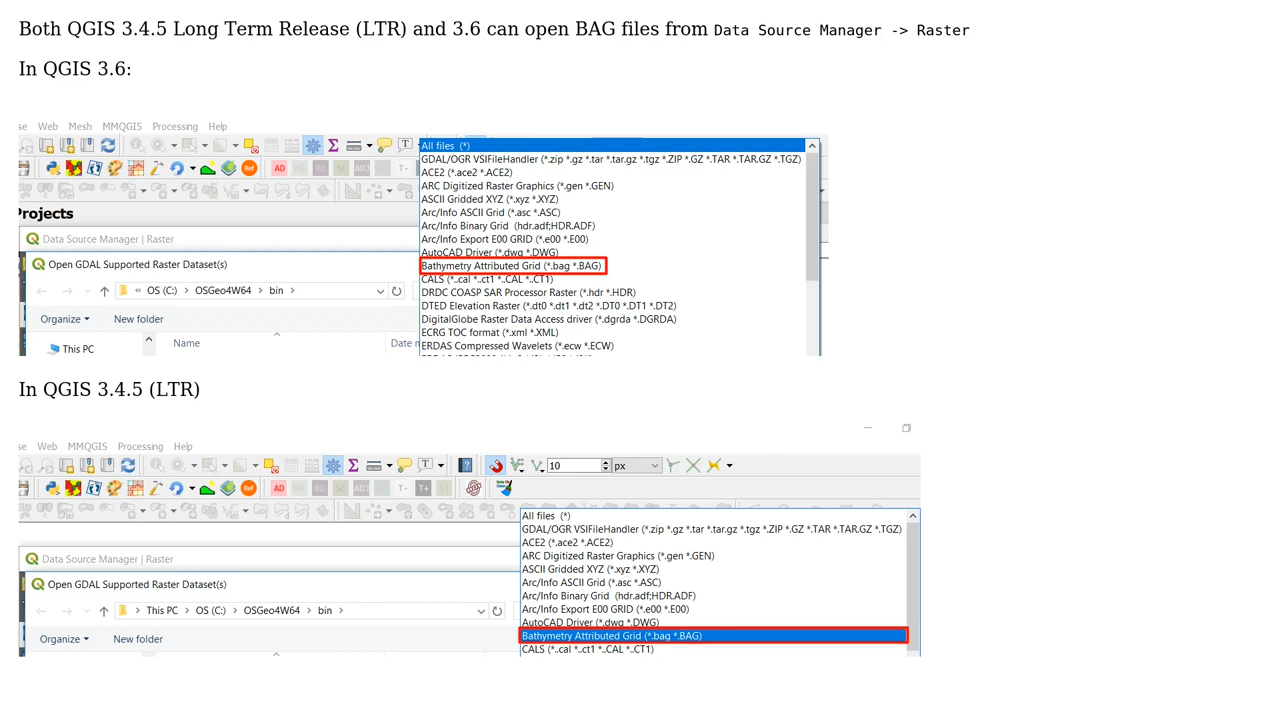 Both QGIS 3.4.5 Long Term Release (LTR) and 3.6 can open BAG files from Data Source Manager -> Raster
In QGIS 3.6:
Web Mesh MMQGIS Processing Help
All files (*)
GDAL/OGR VSIFileHandler (*.zip *.gz *.tar *.tar.gz *.tgz *.ZIP *.GZ *.TAR *.TAR.GZ *.TGZ)
ACE2 (*.ace2 *.ACE2)
ARC Digitized Raster Graphics (*.gen *.GEN)
ASCII Gridded XYZ (*.xyz *.XYZ)
Arc/Info ASCII Grid (*.asc *.ASC)
Arc/Info Binary Grid (hdr.adf;HDR.ADF)
Arc/Info Export E00 GRID (*.e00 *.E00)
AutoCAD Driver (*.dwg *.DWG)
Bathymetry Attributed Grid (*.bag *.BAG)
CALS (*..cal *..ct1 *..CAL *..CT1)
DRDC COASP SAR Processor Raster (*.hdr *.HDR)
DTED Elevation Raster (*.dt0 *.dt1 *.dt2 *.DT0 *.DT1 *.DT2)
DigitalGlobe Raster Data Access driver (*.dgrda *.DGRDA)
ECRG TOC format (*.xml *.XML)
ERDAS Compressed Wavelets (*.ecw *.ECW)
Ref AD
Projects
Data Source Manager | Raster
Open GDAL Supported Raster Dataset(s)
« OS (C:) > OSGeo4W64 > bin >
Organize New folder
This PC Name Date
In QGIS 3.4.5 (LTR)
se Web MMQGIS Processing Help
10 px
Ref AD T- T+
All files (*)
GDAL/OGR VSIFileHandler (*.zip *.gz *.tar *.tar.gz *.tgz *.ZIP *.GZ *.TAR *.TAR.GZ *.TGZ)
ACE2 (*.ace2 *.ACE2)
ARC Digitized Raster Graphics (*.gen *.GEN)
ASCII Gridded XYZ (*.xyz *.XYZ)
Arc/Info ASCII Grid (*.asc *.ASC)
Arc/Info Binary Grid (hdr.adf;HDR.ADF)
Arc/Info Export E00 GRID (*.e00 *.E00)
AutoCAD Driver (*.dwg *.DWG)
Bathymetry Attributed Grid (*.bag *.BAG)
CALS (*..cal *..ct1 *..CAL *..CT1)
Data Source Manager | Raster
Open GDAL Supported Raster Dataset(s)
> This PC > OS (C:) > OSGeo4W64 > bin >
Organize New folder